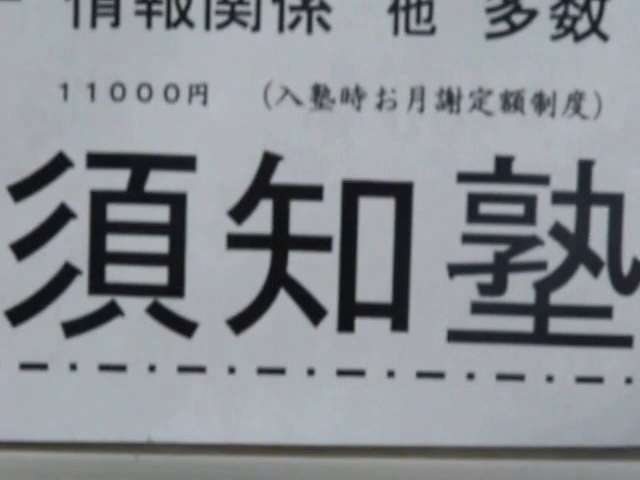 情報関係 他 多数
11000円 (入塾時お月謝定額制度)
須知塾